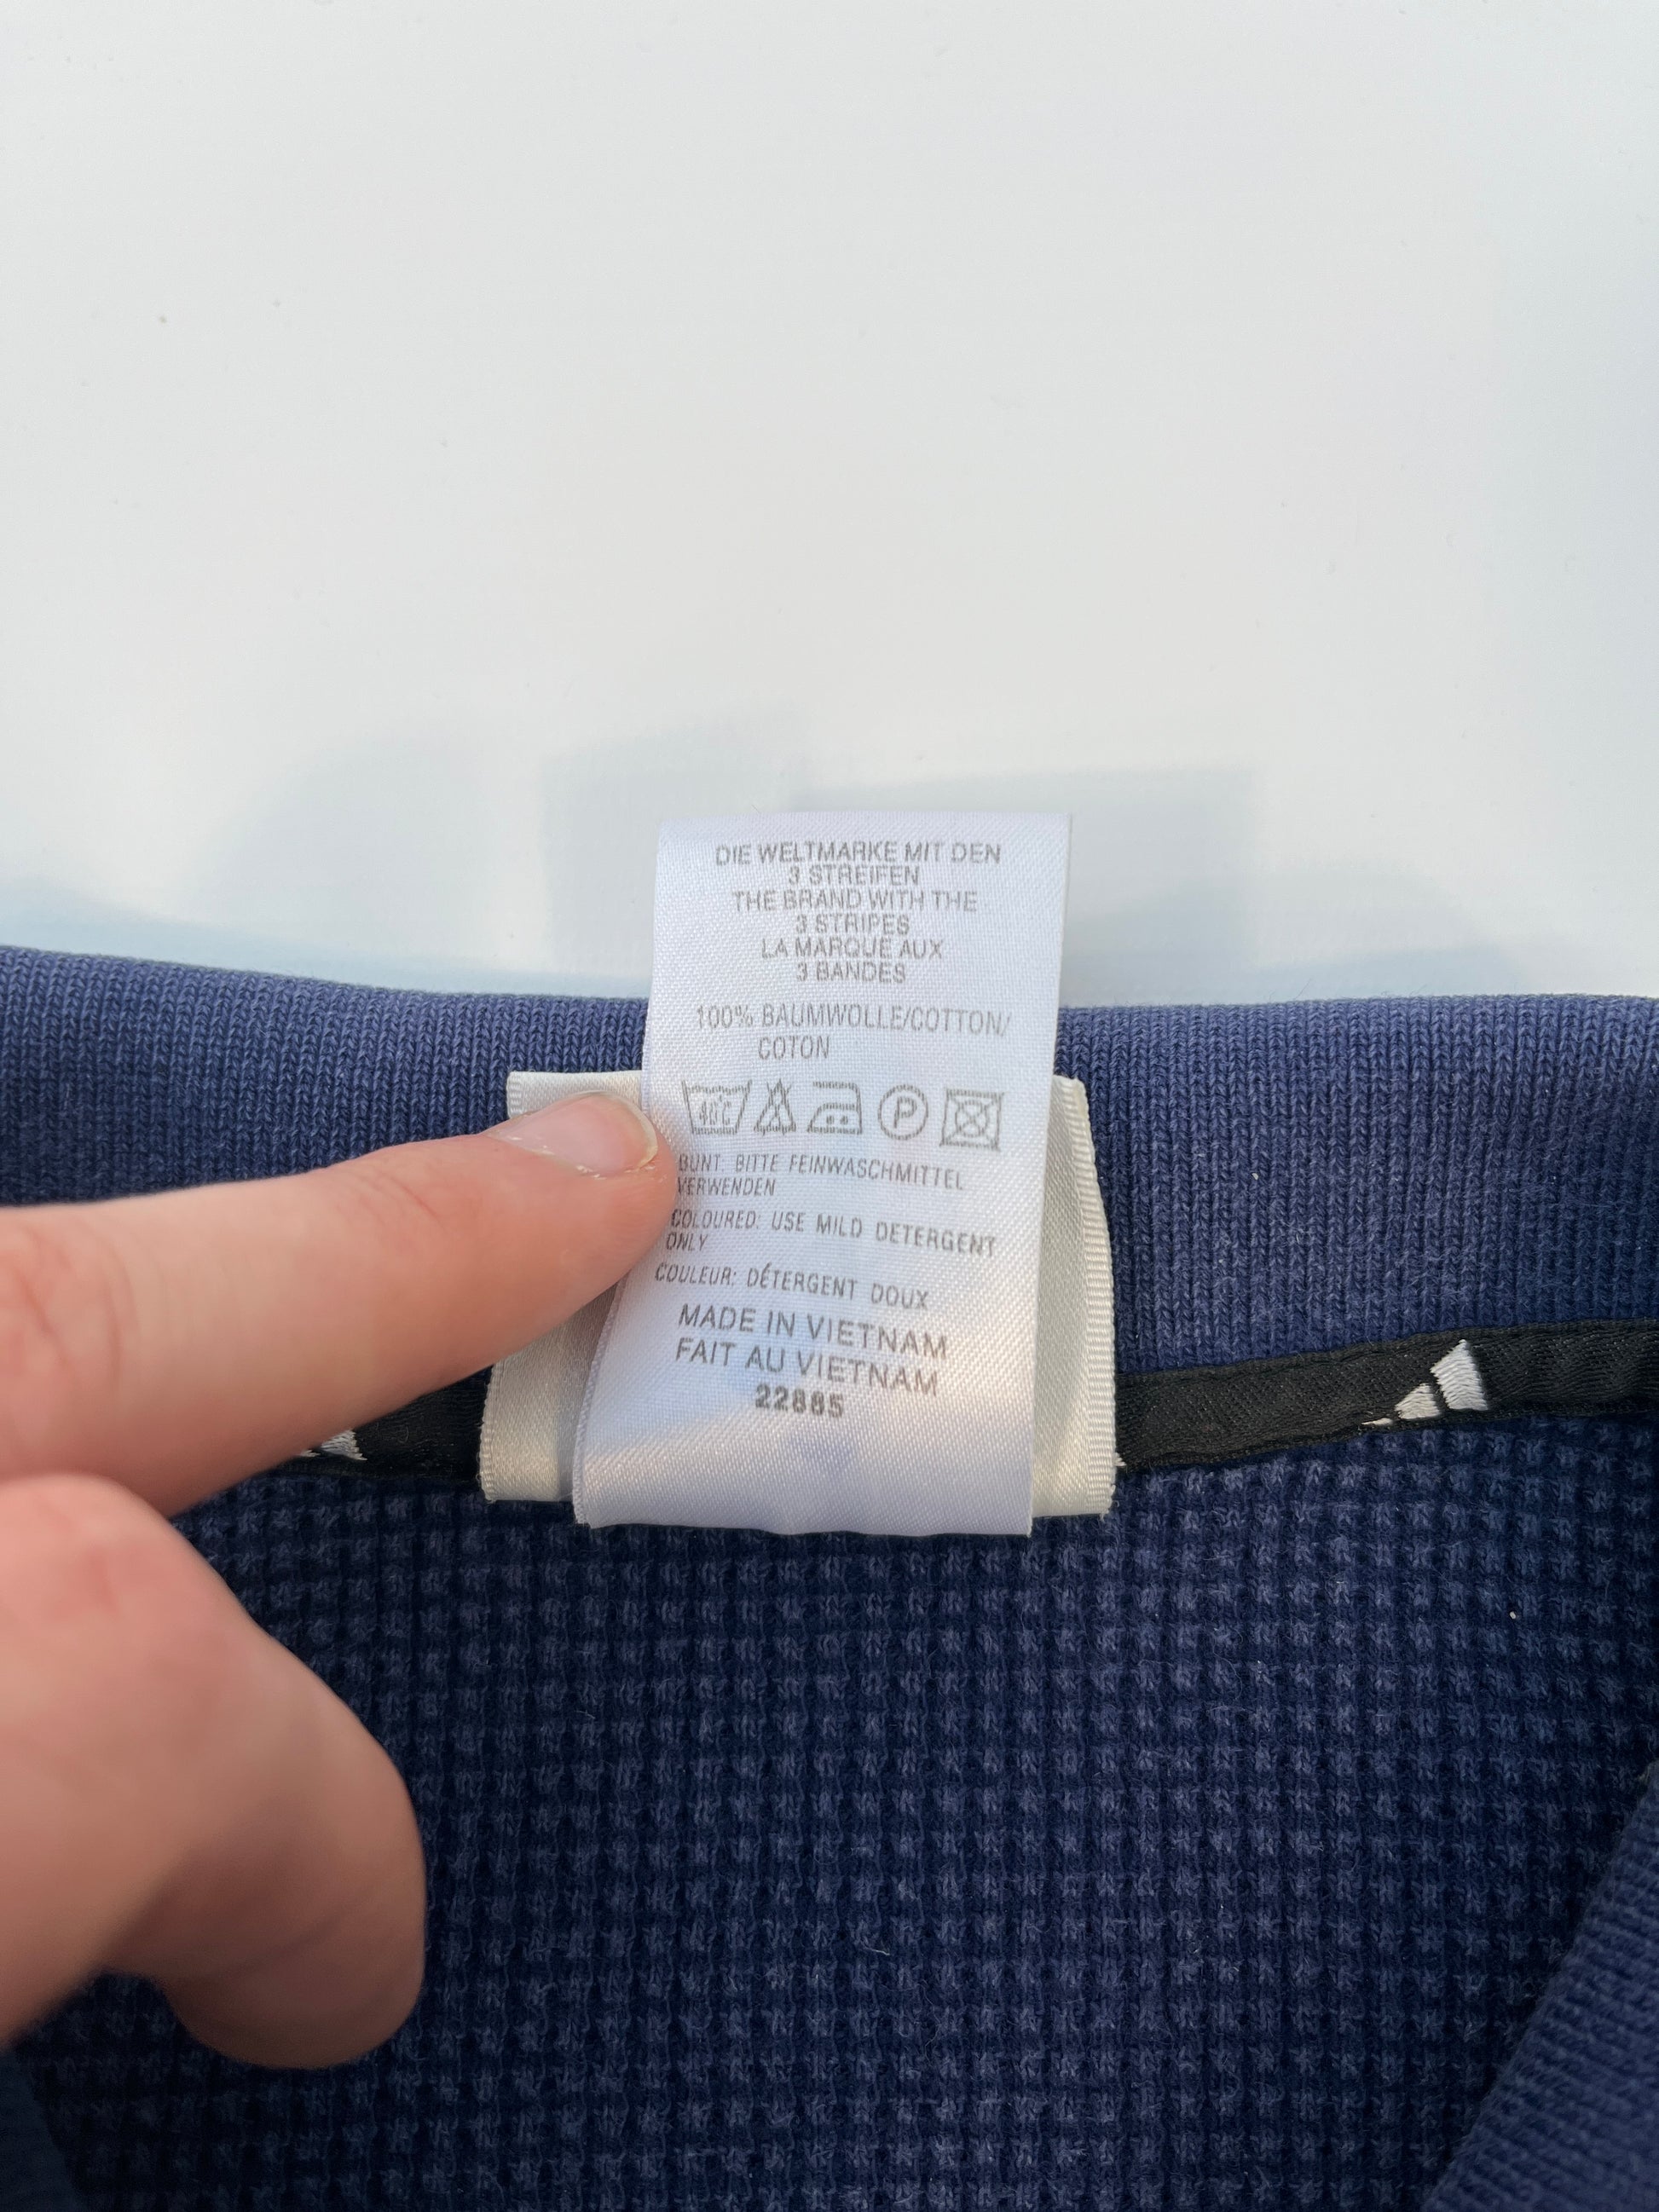 DIE WELTMARKE MIT DEN
3 STREIFEN
THE BRAND WITH THE
3 STRIPES
LA MARQUE AUX
3 BANDES
100% BAUMWOLLE/COTTON/
COTON
40°C P
BUNT: BITTE FEINWASCHMITTEL
VERWENDEN
COLOURED: USE MILD DETERGENT
ONLY
COULEUR: DÉTERGENT DOUX
MADE IN VIETNAM
FAIT AU VIETNAM
22885